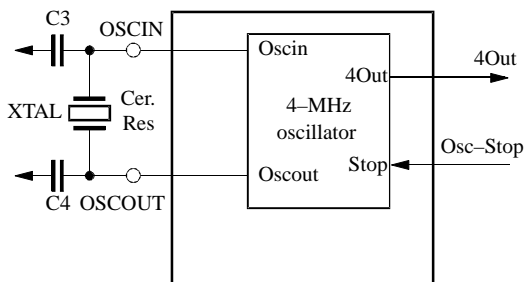 C3
OSCIN
Oscin
4Out
4Out
XTAL
Cer.
Res
4–MHz
oscillator
Osc–Stop
Stop
Oscout
C4
OSCOUT